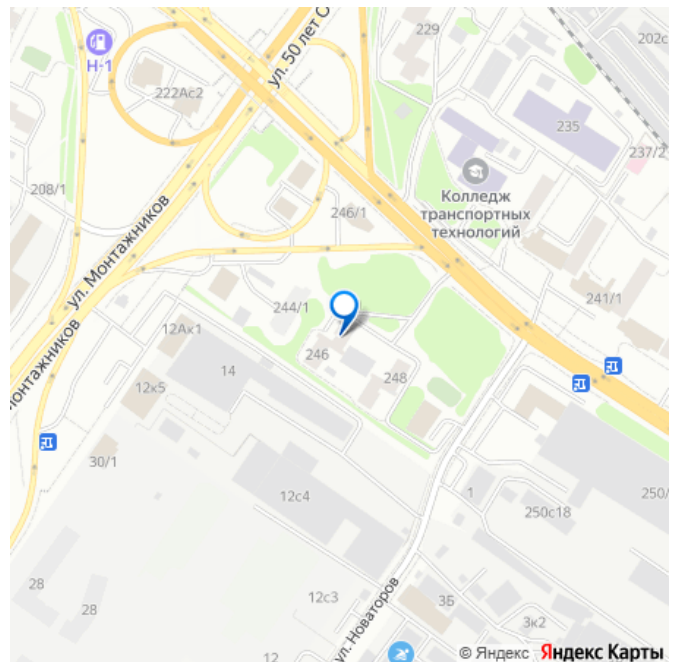 229
202с
Н-1
ул. 50 лет С
222Ас2
235
237/2
208/1
Колледж
транспортных
технологий
246/1
ул. Монтажников
244/1
241/1
12Ак1
246
14
248
онтажников
12к5
30/1
12с4
1
250/
250с18
28
28
12с3
3Б
3к2
ул. Новаторов
12
© Яндекс Яндекс Карты